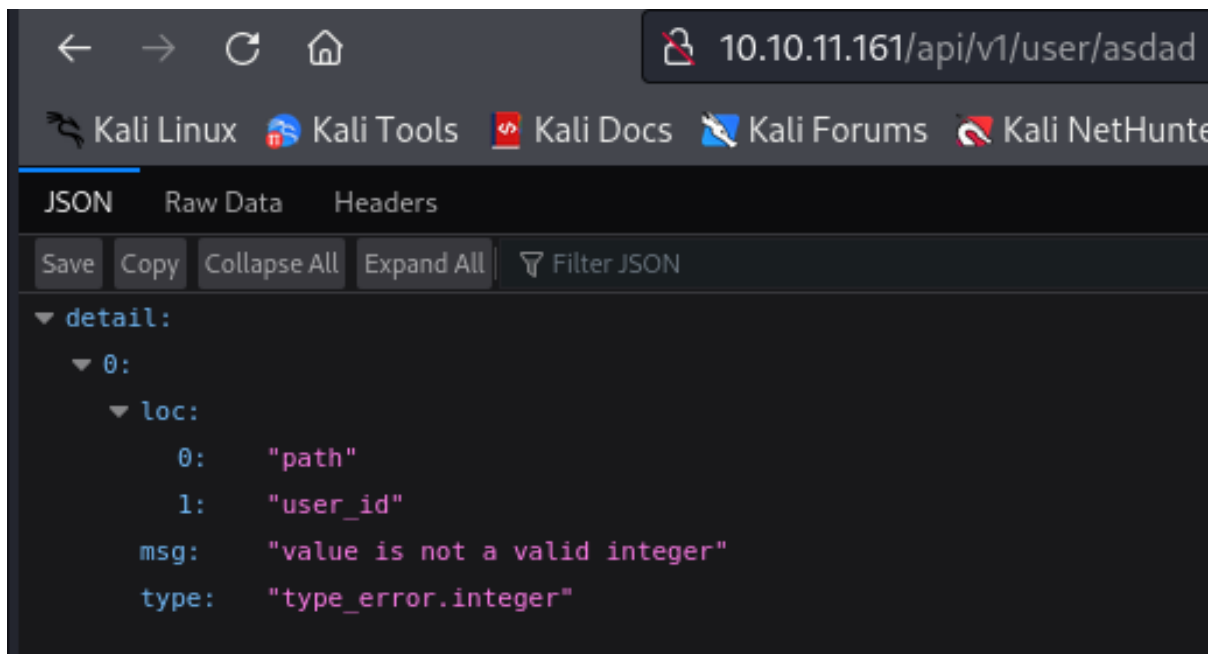 10.10.11.161/api/v1/user/asdad
Kali Linux Kali Tools Kali Docs Kali Forums Kali NetHunte
JSON Raw Data Headers
Save Copy Collapse All Expand All Filter JSON
detail:
0:
loc:
0: "path"
1: "user_id"
msg: "value is not a valid integer"
type: "type_error.integer"